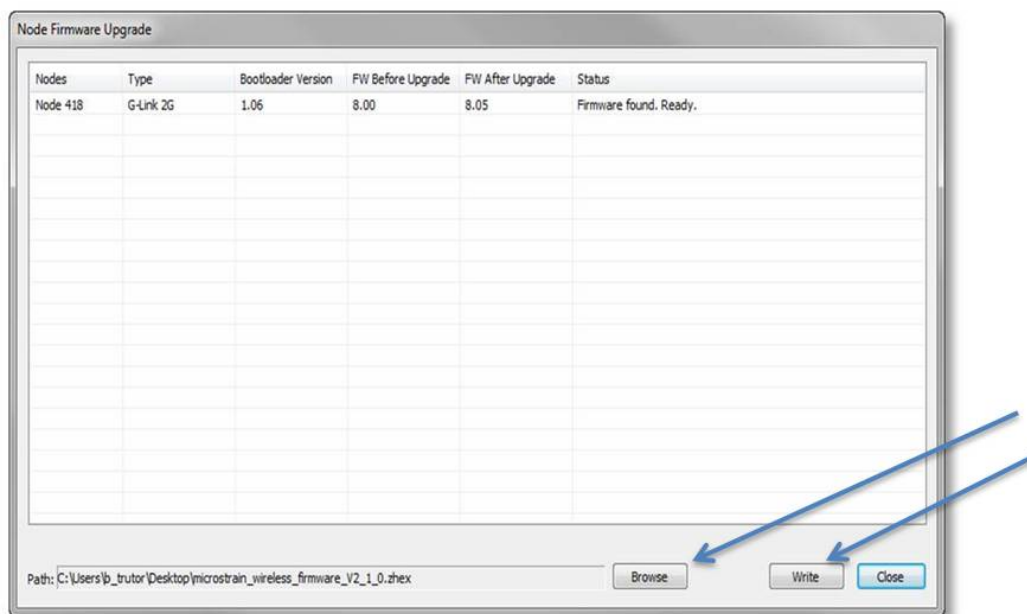 Node Firmware Upgrade
Nodes Type Bootloader Version FW Before Upgrade FW After Upgrade Status
Node 418 G-Link 2G 1.06 8.00 8.05 Firmware found. Ready.
Path: C:\Users\b_trutor\Desktop\microstrain_wireless_firmware_V2_1_0.zhex Browse Write Close